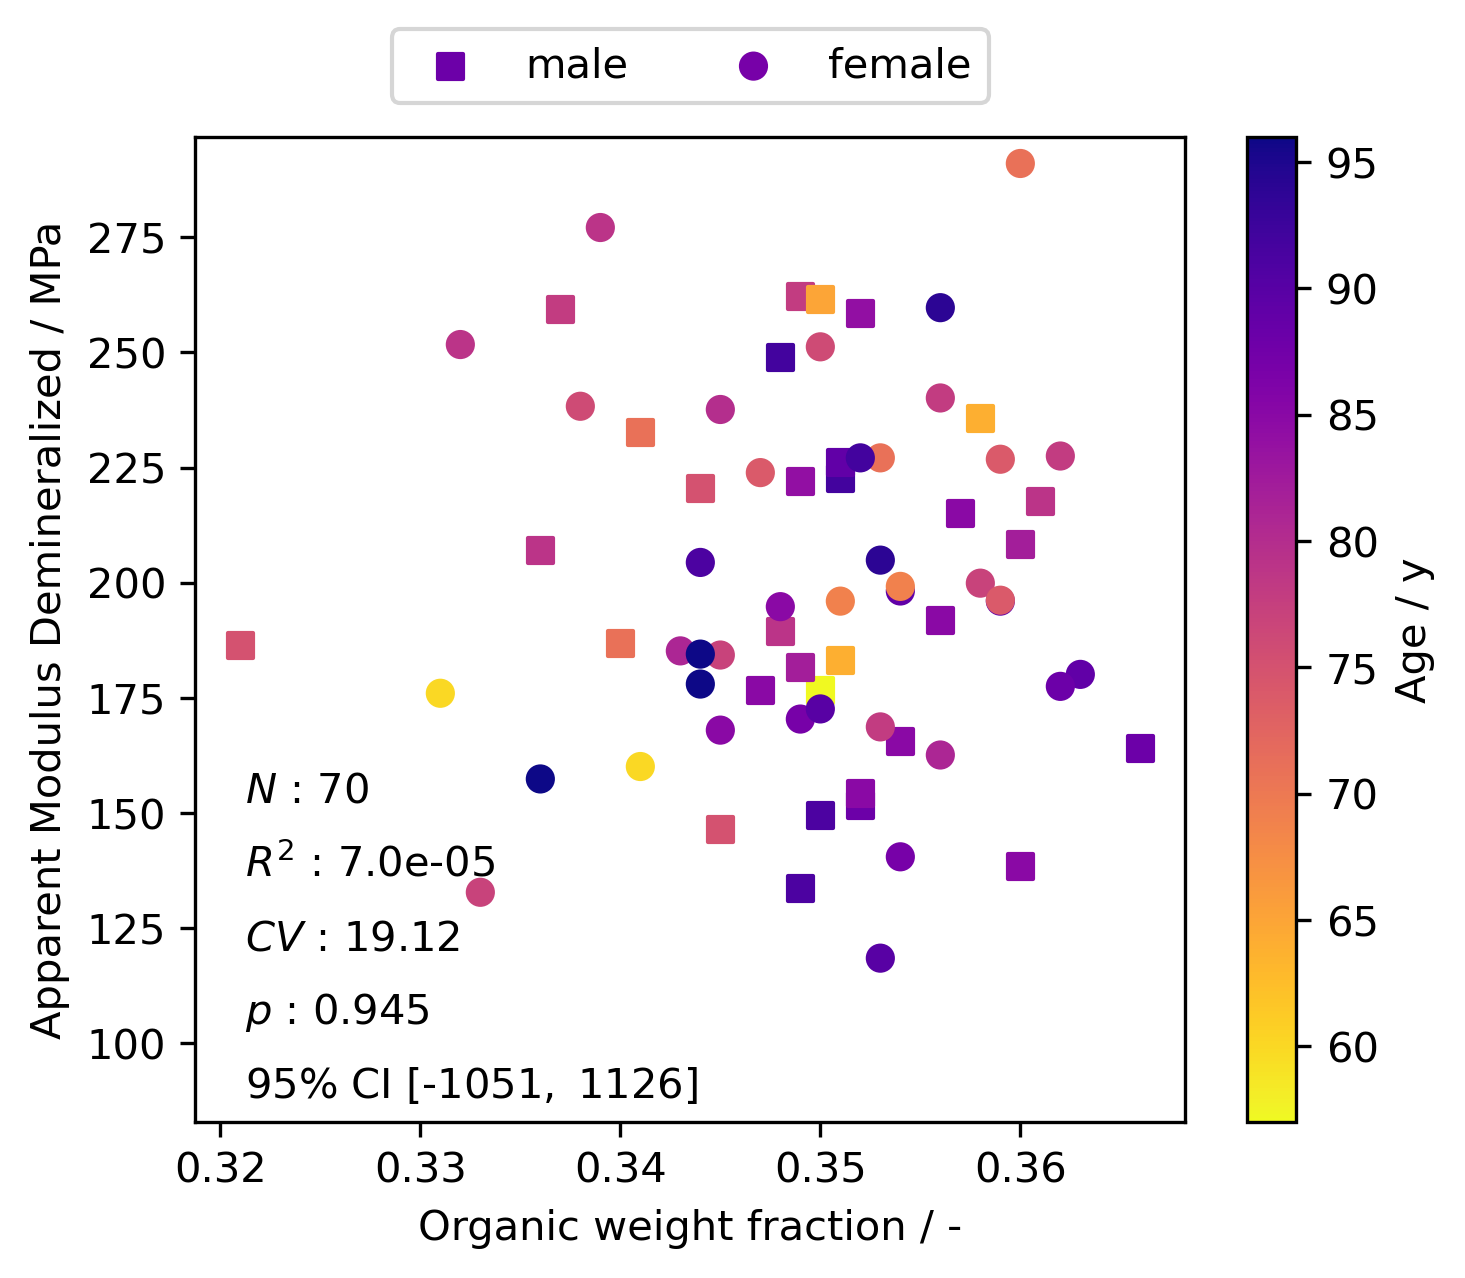 male female
Apparent Modulus Demineralized / MPa
275
250
225
200
175
150
125
100
N : 70
R² : 7.0e-05
CV : 19.12
p : 0.945
95% CI [-1051, 1126]
0.32 0.33 0.34 0.35 0.36
Organic weight fraction / -
95
90
85
80
75
70
65
60
Age / y